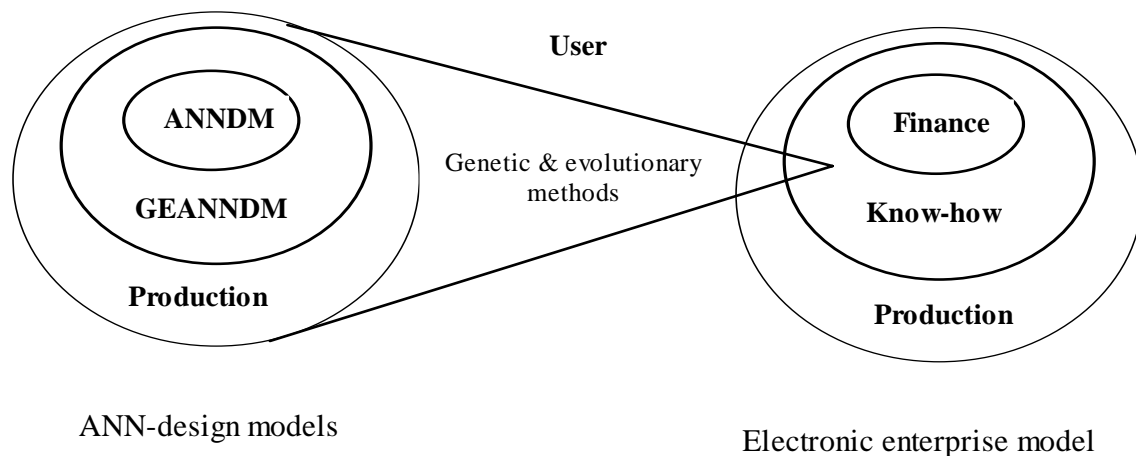 User
ANNDM
Finance
Genetic & evolutionary
methods
GEANNDM
Know-how
Production
Production
ANN-design models
Electronic enterprise model